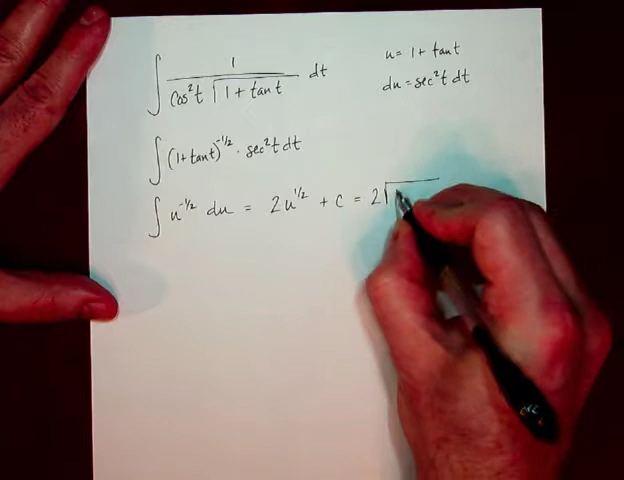 ∫ 1 / (cos²t √(1 + tan t)) dt
u = 1 + tan t
du = sec²t dt
∫ (1+tan t)^(-1/2) · sec²t dt
∫ u^(-1/2) du = 2u^(1/2) + c = 2√